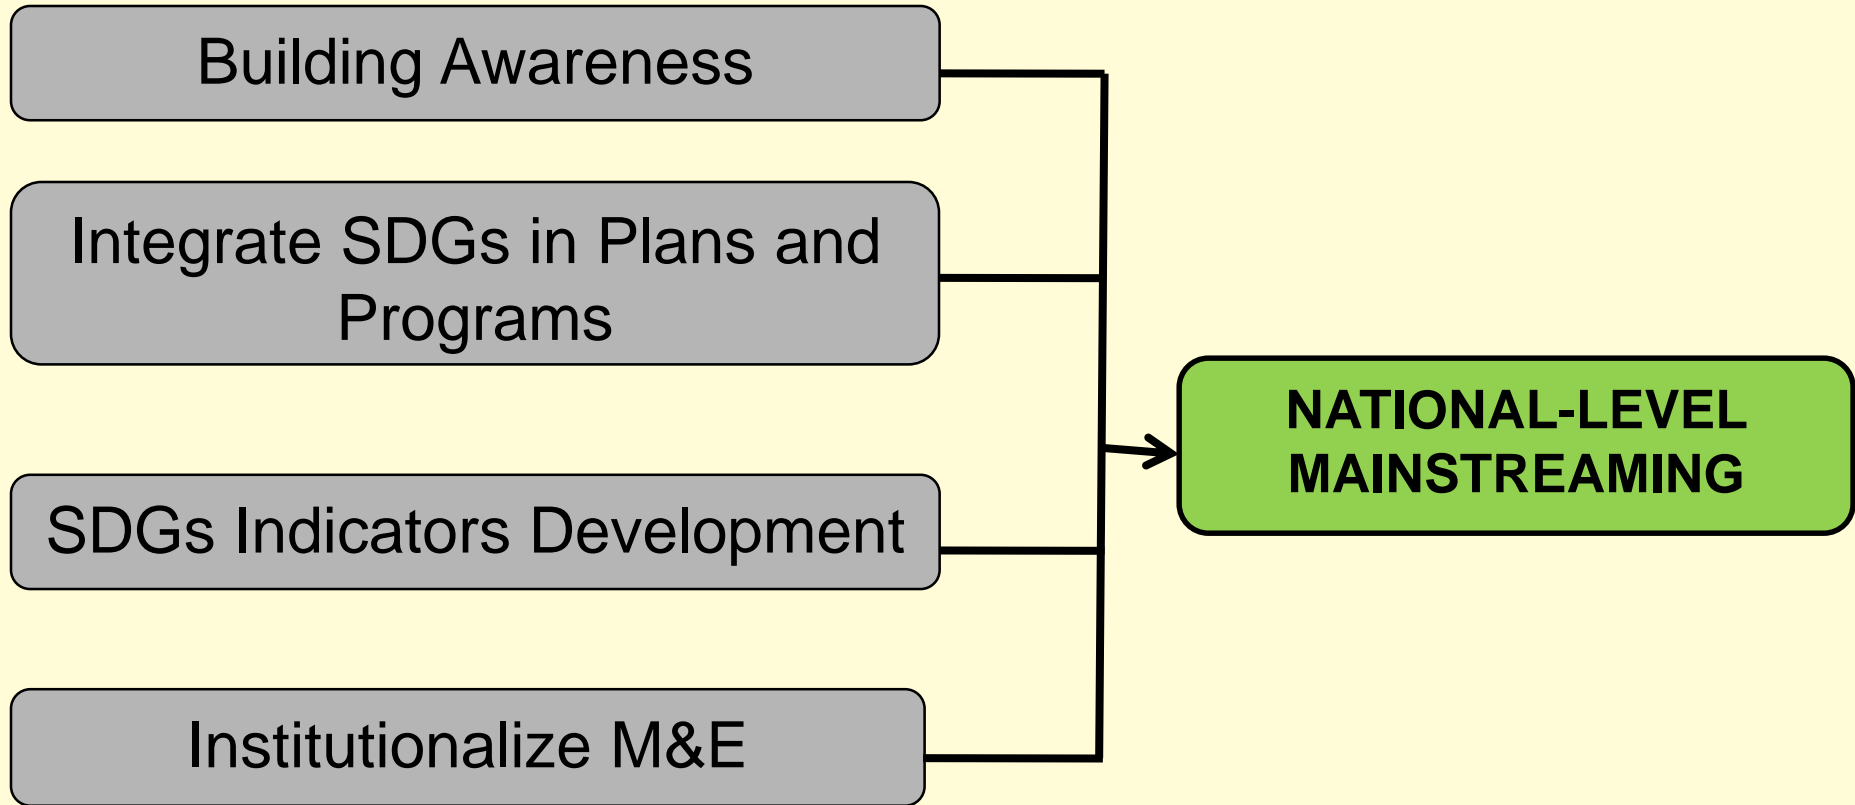 Building Awareness
Integrate SDGs in Plans and
Programs
SDGs Indicators Development
Institutionalize M&E
NATIONAL-LEVEL
MAINSTREAMING